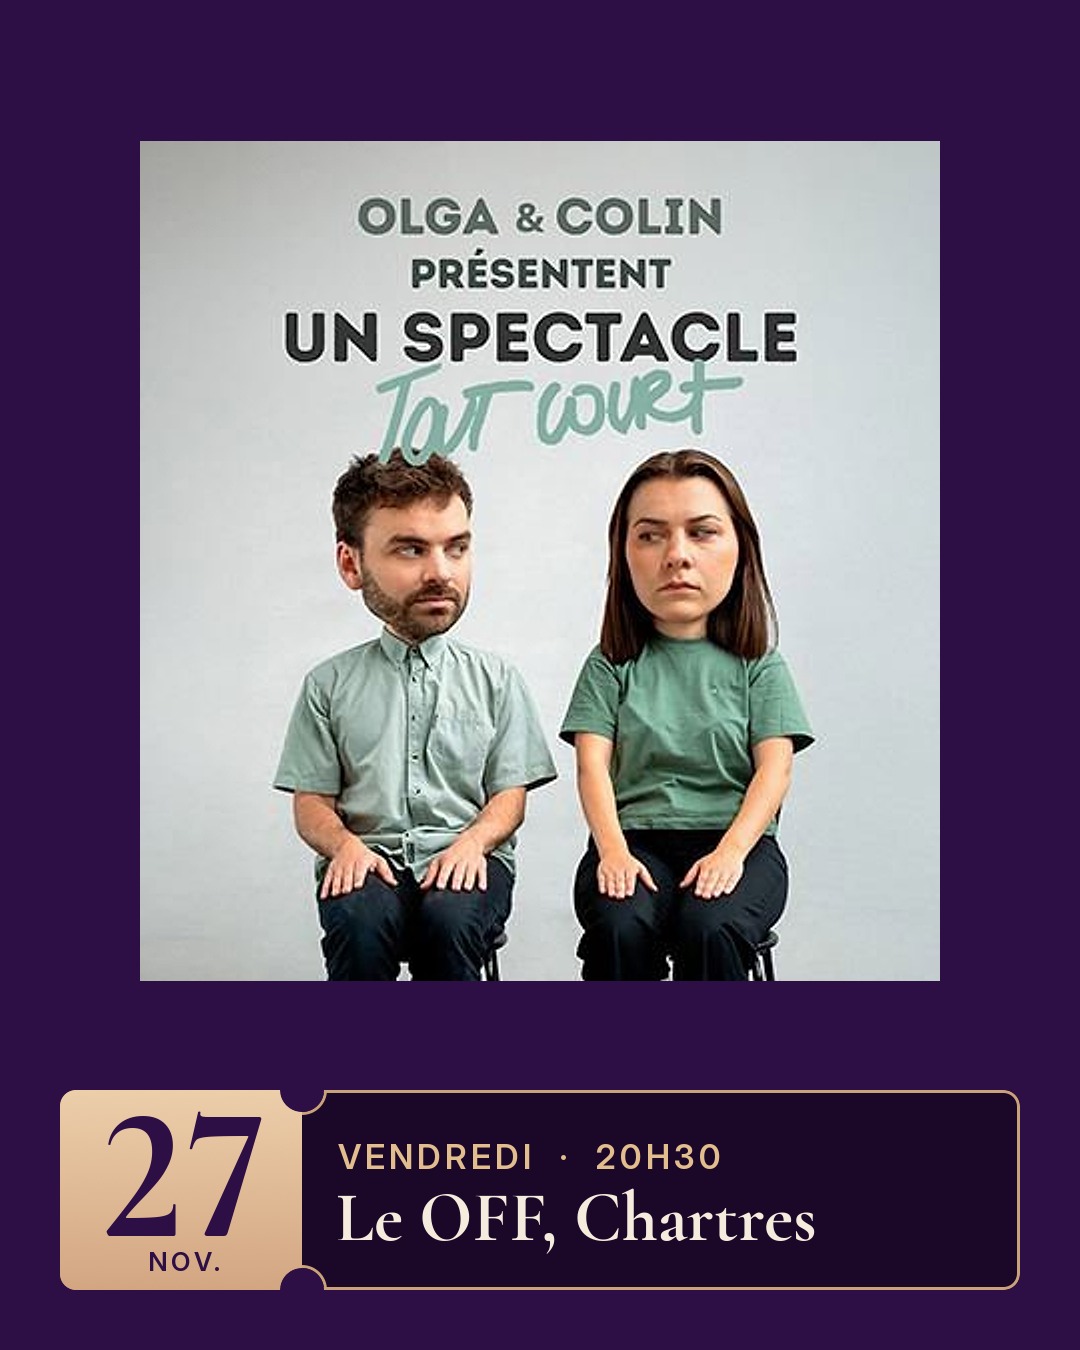 OLGA & COLIN
PRÉSENTENT
UN SPECTACLE
Tout court
27
NOV.
VENDREDI · 20H30
Le OFF, Chartres